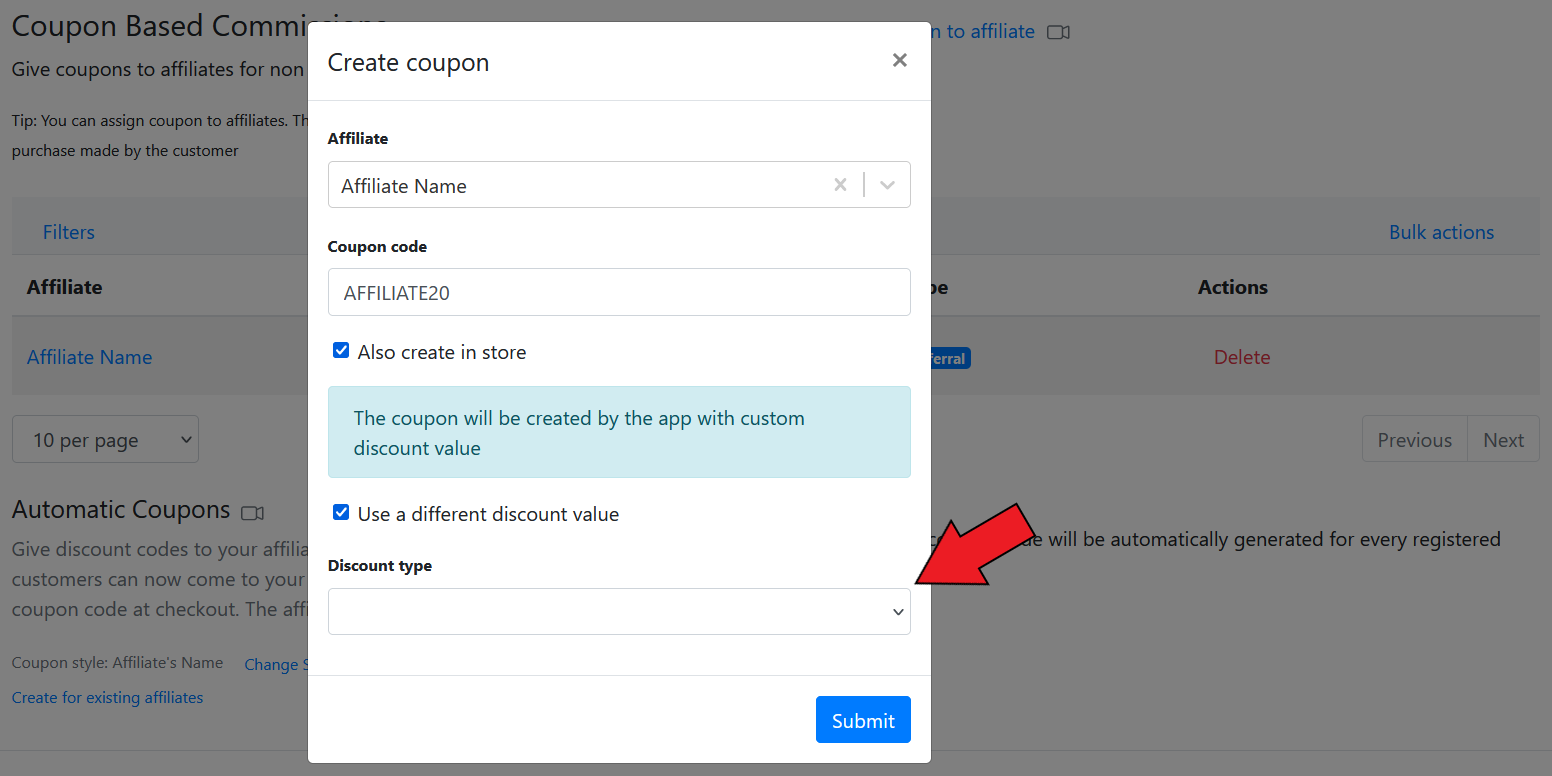 Coupon Based Commissions
n to affiliate
Give coupons to affiliates for non
Tip: You can assign coupon to affiliates. Th
purchase made by the customer
Filters
Bulk actions
Affiliate
pe
Actions
Affiliate Name
ferral
Delete
10 per page
Previous
Next
Automatic Coupons
Give discount codes to your affilia
de will be automatically generated for every registered
customers can now come to your
coupon code at checkout. The affi
Coupon style: Affiliate's Name
Change S
Create for existing affiliates
Create coupon
×
Affiliate
Affiliate Name
Coupon code
AFFILIATE20
Also create in store
The coupon will be created by the app with custom
discount value
Use a different discount value
Discount type
Submit